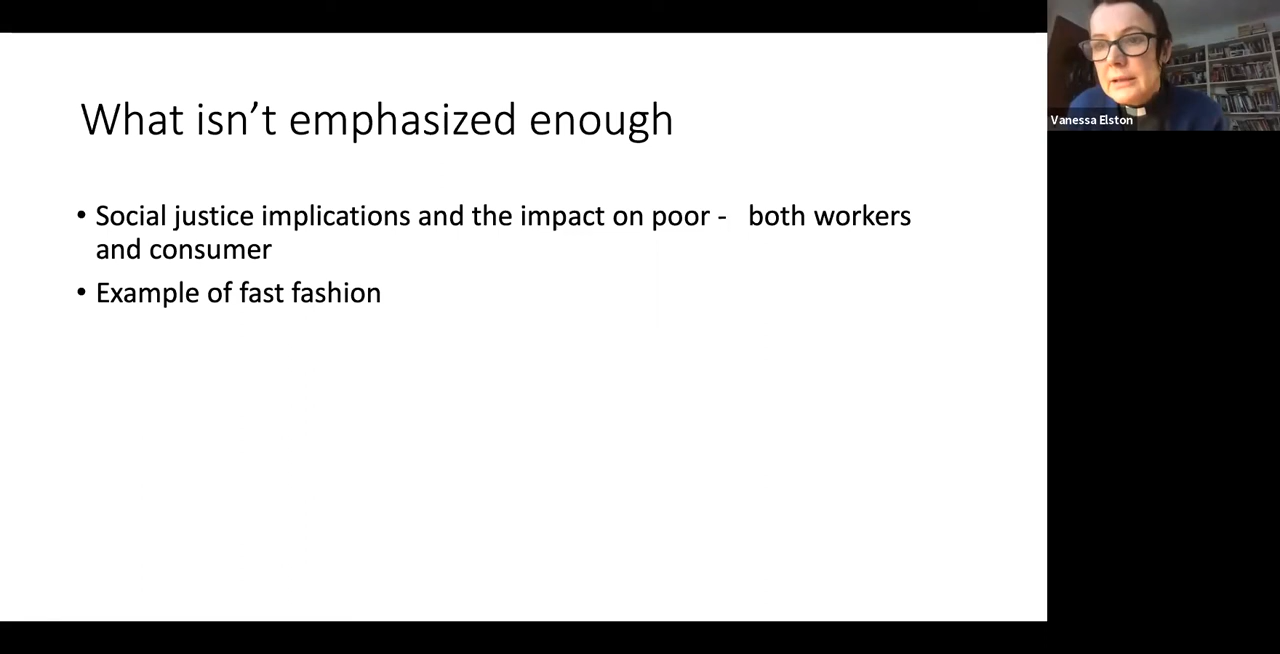 What isn’t emphasized enough
• Social justice implications and the impact on poor - both workers
and consumer
• Example of fast fashion
Vanessa Elston